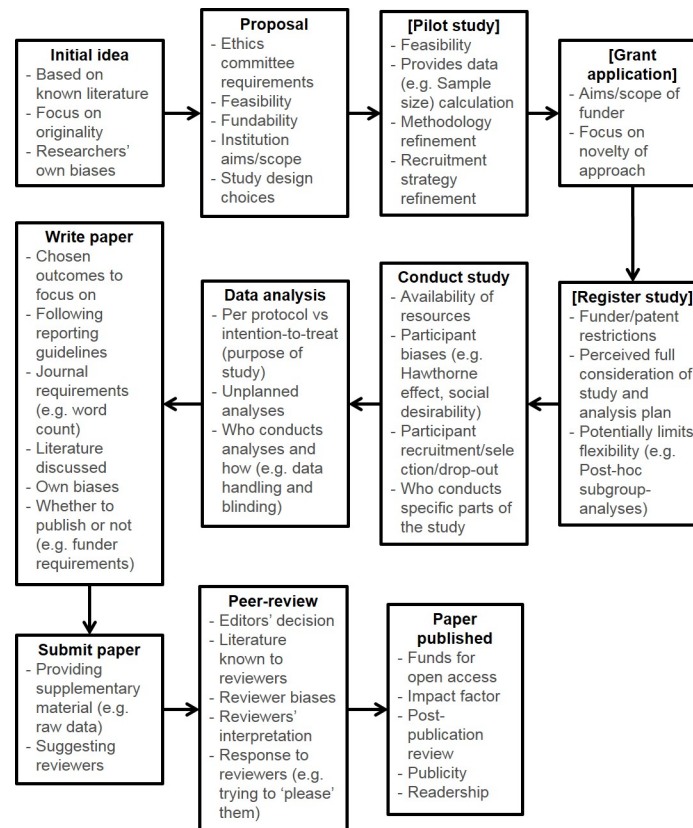 Initial idea
- Based on
known literature
- Focus on
originality
- Researchers'
own biases
Proposal
- Ethics
committee
requirements
- Feasibility
- Fundability
- Institution
aims/scope
- Study design
choices
[Pilot study]
- Feasibility
- Provides data
(e.g. Sample
size) calculation
- Methodology
refinement
- Recruitment
strategy
refinement
[Grant
application]
- Aims/scope of
funder
- Focus on
novelty of
approach
[Register study]
- Funder/patent
restrictions
- Perceived full
consideration of
study and
analysis plan
- Potentially limits
flexibility (e.g.
Post-hoc
subgroup-
analyses)
Conduct study
- Availability of
resources
- Participant
biases (e.g.
Hawthorne
effect, social
desirability)
- Participant
recruitment/sele
ction/drop-out
- Who conducts
specific parts of
the study
Data analysis
- Per protocol vs
intention-to-treat
(purpose of
study)
- Unplanned
analyses
- Who conducts
analyses and
how (e.g. data
handling and
blinding)
Write paper
- Chosen
outcomes to
focus on
- Following
reporting
guidelines
- Journal
requirements
(e.g. word
count)
- Literature
discussed
- Own biases
- Whether to
publish or not
(e.g. funder
requirements)
Submit paper
- Providing
supplementary
material (e.g.
raw data)
- Suggesting
reviewers
Peer-review
- Editors' decision
- Literature
known to
reviewers
- Reviewer biases
- Reviewers'
interpretation
- Response to
reviewers (e.g.
trying to 'please'
them)
Paper
published
- Funds for
open access
- Impact factor
- Post-
publication
review
- Publicity
- Readership